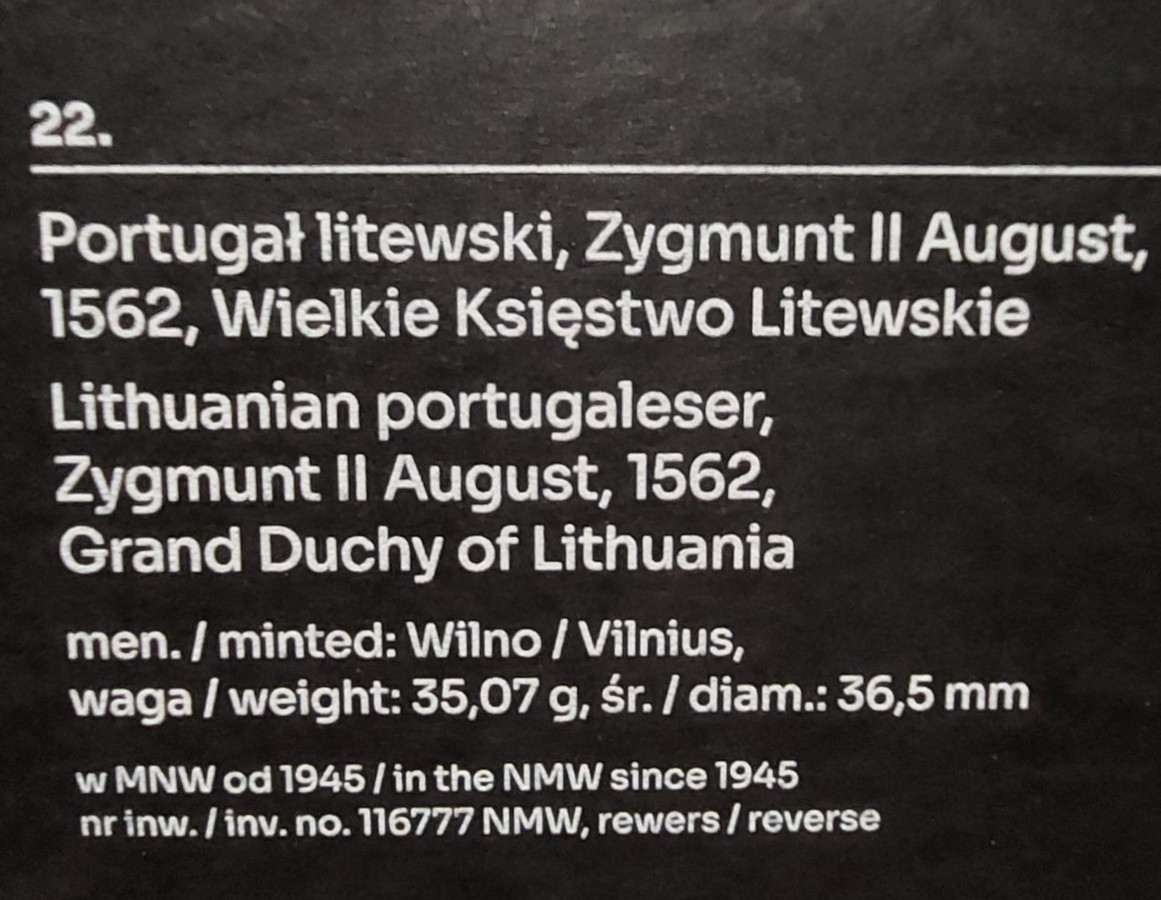 22.
Portugał litewski, Zygmunt II August,
1562, Wielkie Księstwo Litewskie
Lithuanian portugaleser,
Zygmunt II August, 1562,
Grand Duchy of Lithuania
men. / minted: Wilno / Vilnius,
waga / weight: 35,07 g, śr. / diam.: 36,5 mm
w MNW od 1945 / in the NMW since 1945
nr inw. / inv. no. 116777 NMW, rewers / reverse